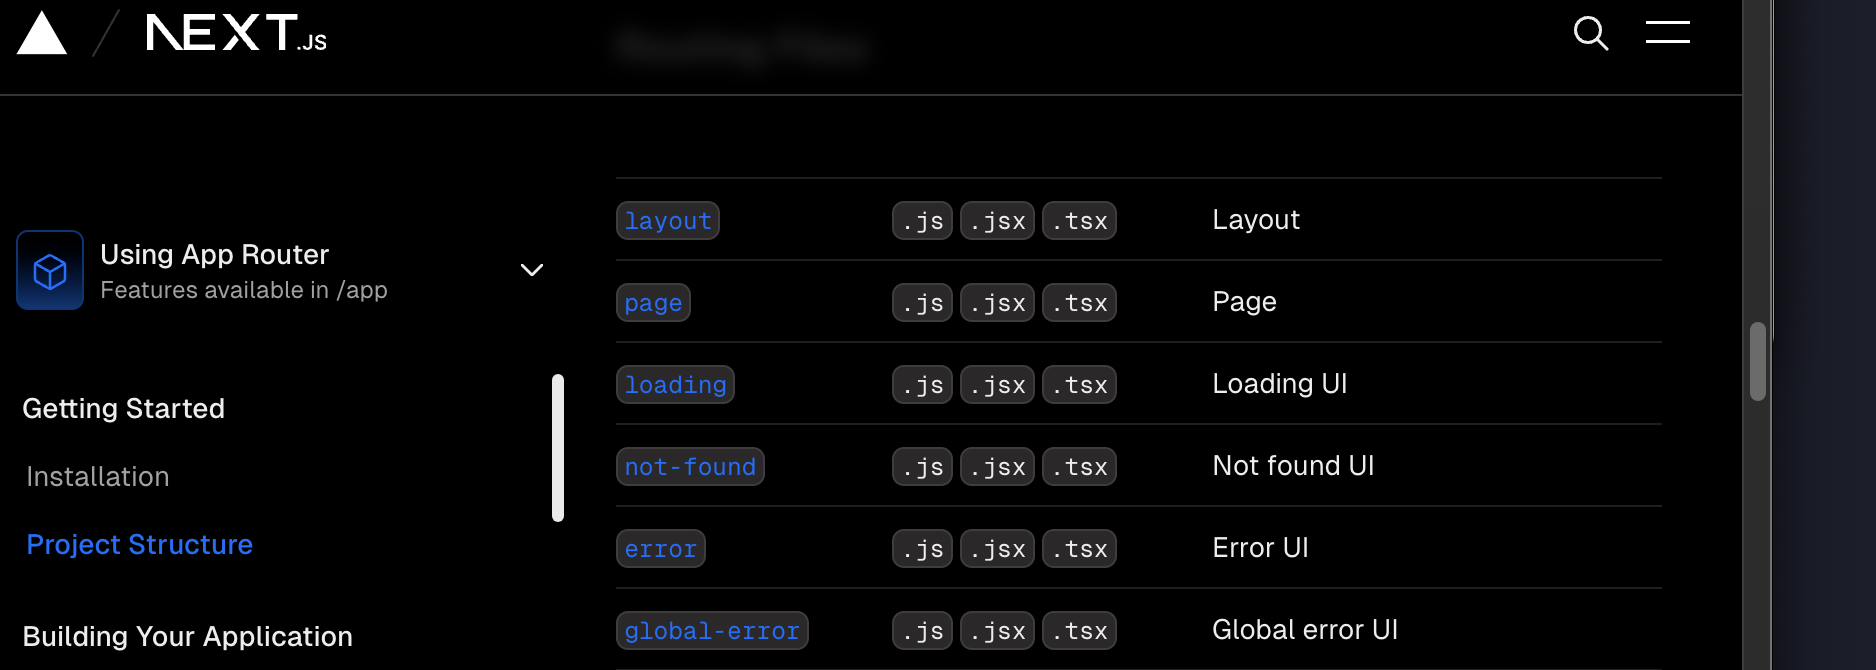 NEXT.JS
Using App Router
Features available in /app
Getting Started
Installation
Project Structure
Building Your Application
Routing Files
layout .js .jsx .tsx Layout
page .js .jsx .tsx Page
loading .js .jsx .tsx Loading UI
not-found .js .jsx .tsx Not found UI
error .js .jsx .tsx Error UI
global-error .js .jsx .tsx Global error UI